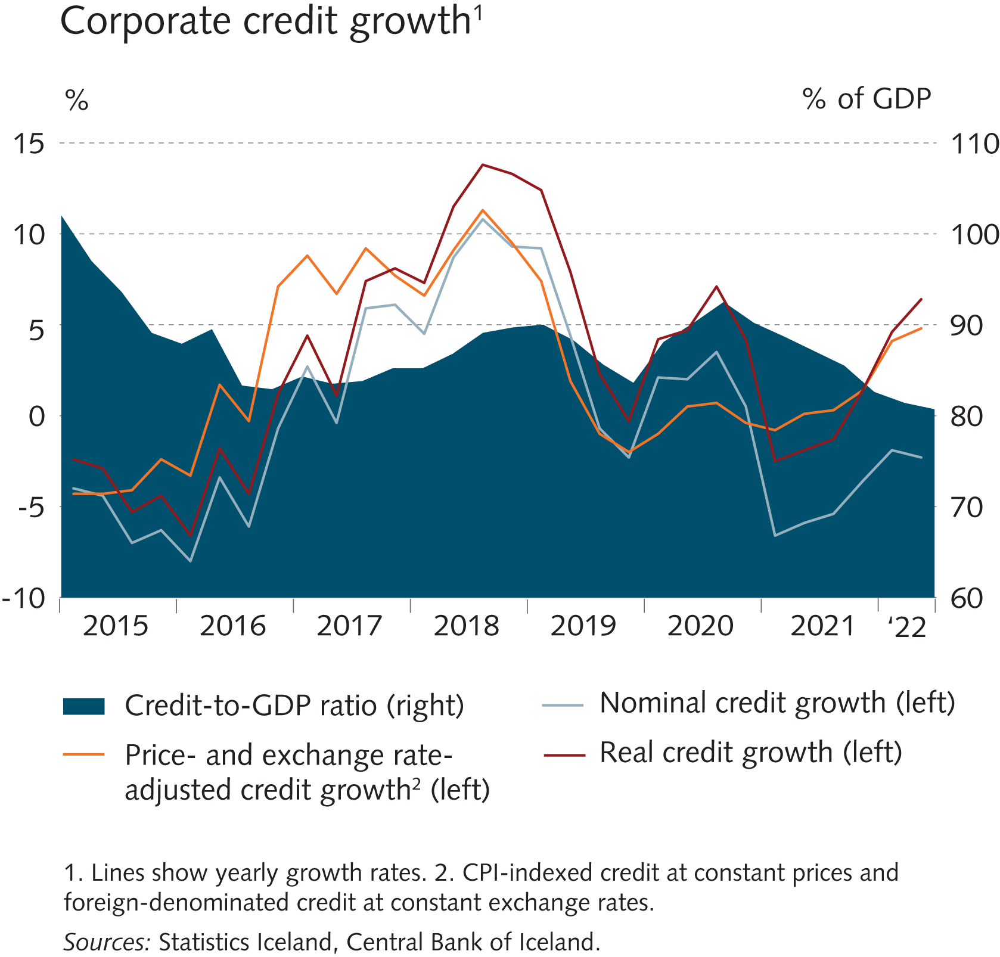 Corporate credit growth¹
% % of GDP
15 110
10 100
5 90
0 80
-5 70
-10 60
2015 2016 2017 2018 2019 2020 2021 ‘22
Credit-to-GDP ratio (right) Nominal credit growth (left)
Price- and exchange rate- Real credit growth (left)
adjusted credit growth² (left)
1. Lines show yearly growth rates. 2. CPI-indexed credit at constant prices and
foreign-denominated credit at constant exchange rates.
Sources: Statistics Iceland, Central Bank of Iceland.